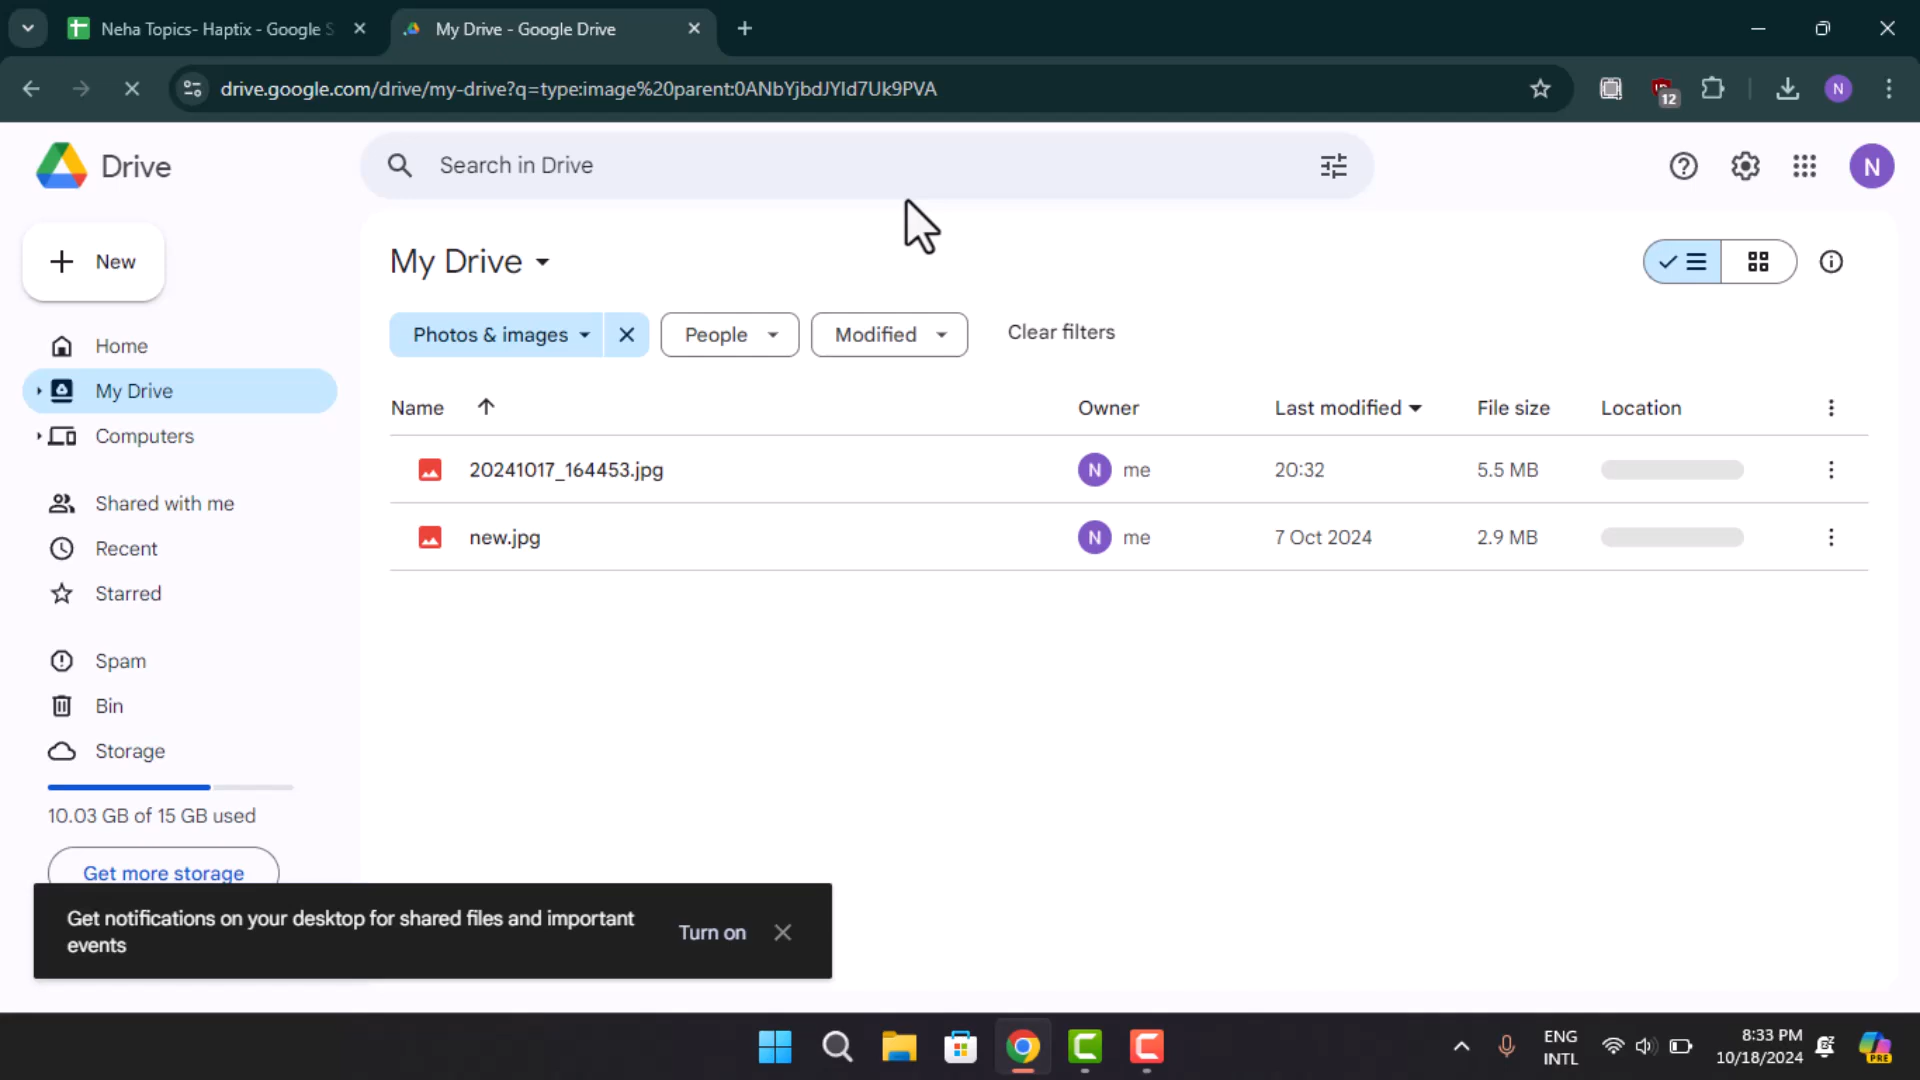 Neha Topics- Haptix - Google S
My Drive - Google Drive
drive.google.com/drive/my-drive?q=type:image%20parent:0ANbYjbdJYId7Uk9PVA
12
N
Drive
Search in Drive
N
New
My Drive
Photos & images
People
Modified
Clear filters
Home
My Drive
Computers
Shared with me
Recent
Starred
Spam
Bin
Storage
10.03 GB of 15 GB used
Get more storage
Name
Owner
Last modified
File size
Location
20241017_164453.jpg
N me
20:32
5.5 MB
new.jpg
N me
7 Oct 2024
2.9 MB
Get notifications on your desktop for shared files and important
events
Turn on
ENG
INTL
8:33 PM
10/18/2024
PRE